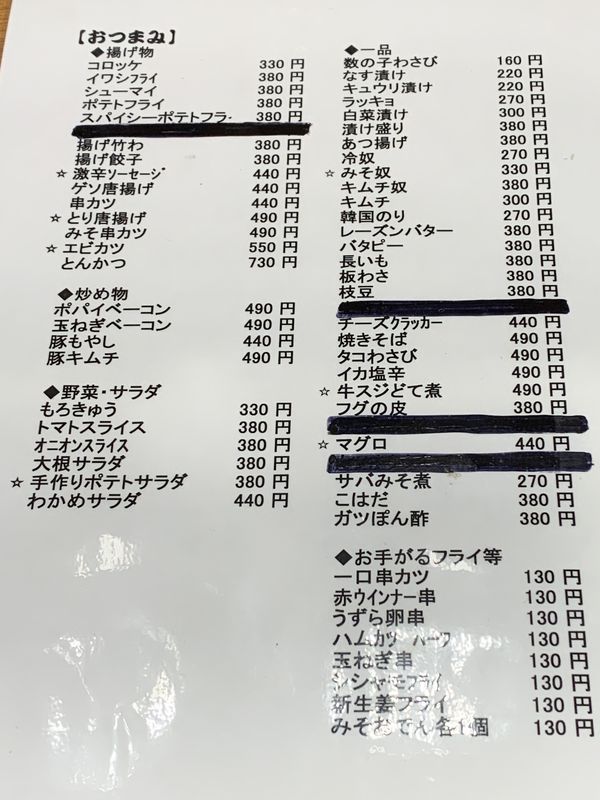 【おつまみ】
◆揚げ物
コロッケ 330 円
イワシフライ 380 円
シューマイ 380 円
ポテトフライ 380 円
スパイシーポテトフラ 380 円
揚げ竹わ 380 円
揚げ餃子 380 円
☆激辛ソーセージ 440 円
ゲソ唐揚げ 440 円
串カツ 440 円
☆とり唐揚げ 490 円
みそ串カツ 490 円
☆エビカツ 550 円
とんかつ 730 円
◆炒め物
ポパイベーコン 490 円
玉ねぎベーコン 490 円
豚もやし 440 円
豚キムチ 490 円
◆野菜・サラダ
もろきゅう 330 円
トマトスライス 380 円
オニオンスライス 380 円
大根サラダ 380 円
☆手作りポテトサラダ 380 円
わかめサラダ 440 円
◆一品
数の子わさび 160 円
なす漬け 220 円
キュウリ漬け 220 円
ラッキョ 270 円
白菜漬け 300 円
漬け盛り 380 円
あつ揚げ 380 円
冷奴 270 円
☆みそ奴 330 円
キムチ奴 380 円
キムチ 300 円
韓国のり 270 円
レーズンバター 380 円
バタピー 380 円
長いも 380 円
板わさ 380 円
枝豆 380 円
チーズクラッカー 440 円
焼きそば 490 円
タコわさび 490 円
イカ塩辛 490 円
☆牛スジどて煮 490 円
フグの皮 380 円
☆マグロ 440 円
サバみそ煮 270 円
こはだ 380 円
ガツぽん酢 380 円
◆お手がるフライ等
一口串カツ 130 円
赤ウインナー串 130 円
うずら卵串 130 円
ハムカツ ハーフ 130 円
玉ねぎ串 130 円
シシャモフライ 130 円
新生姜フライ 130 円
みそおでん各1個 130 円